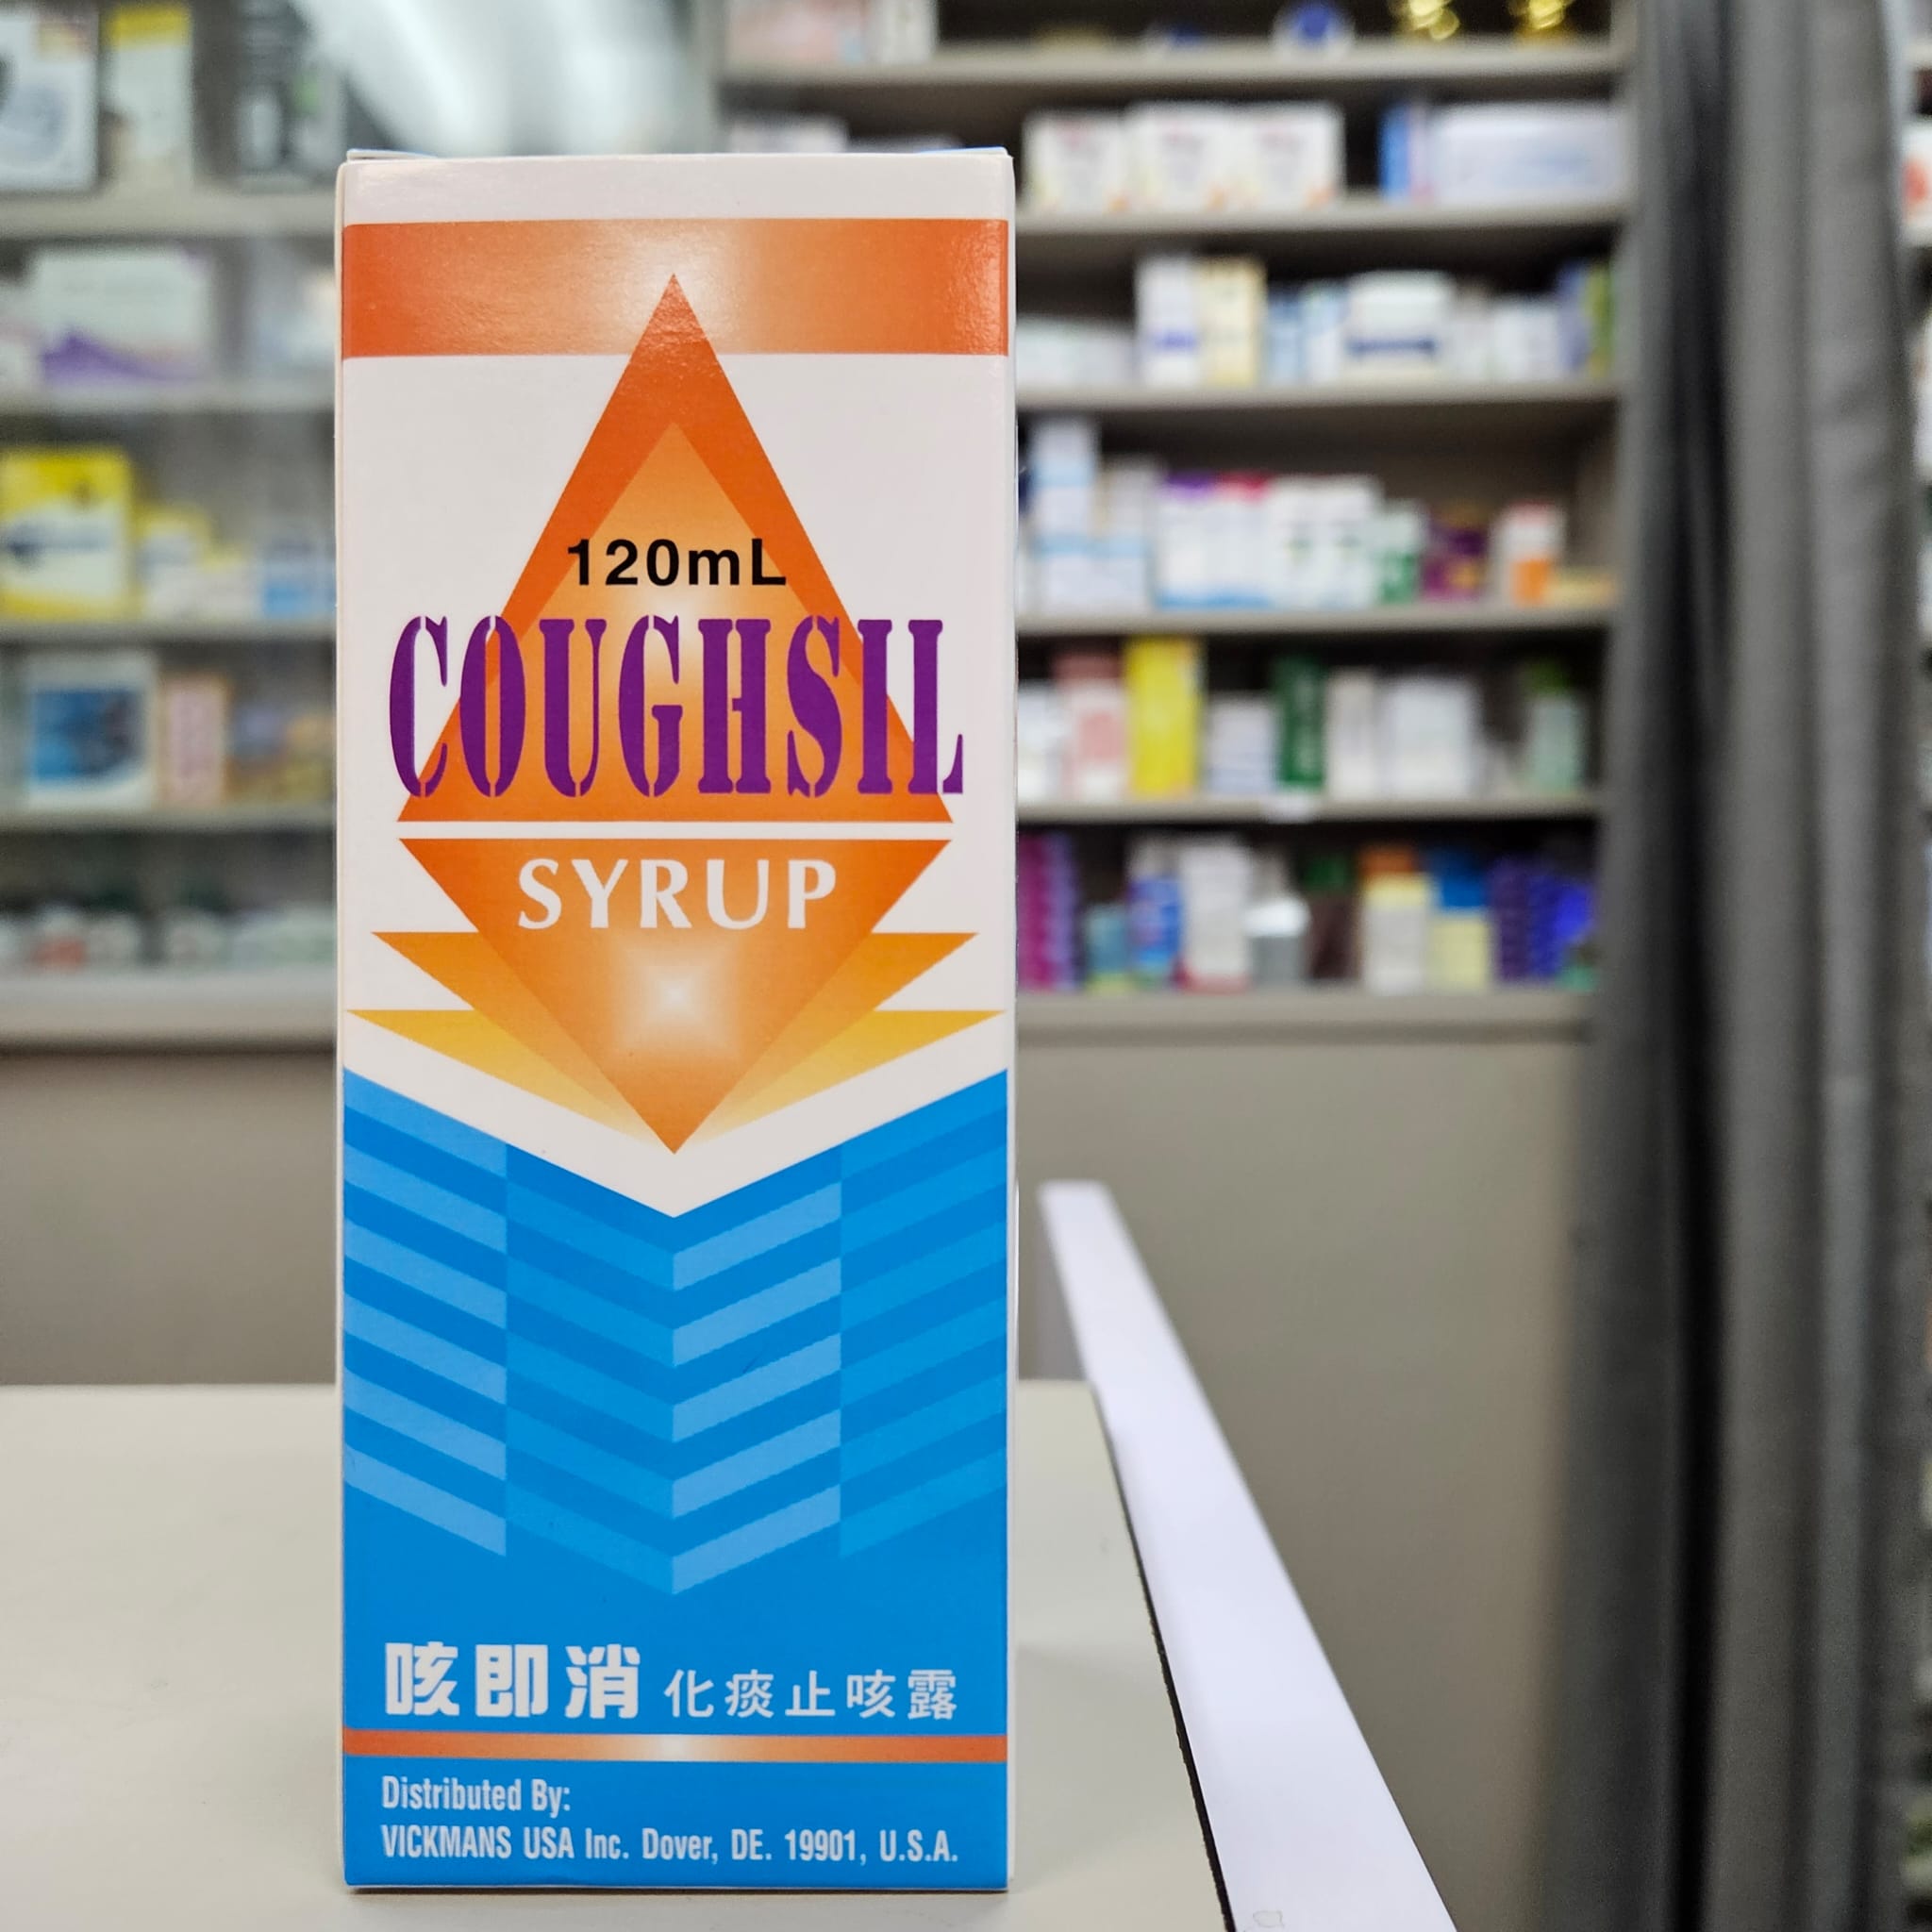 120mL
COUGHSIL
SYRUP
咳即消 化痰止咳露
Distributed By:
VICKMANS USA Inc. Dover, DE. 19901, U.S.A.